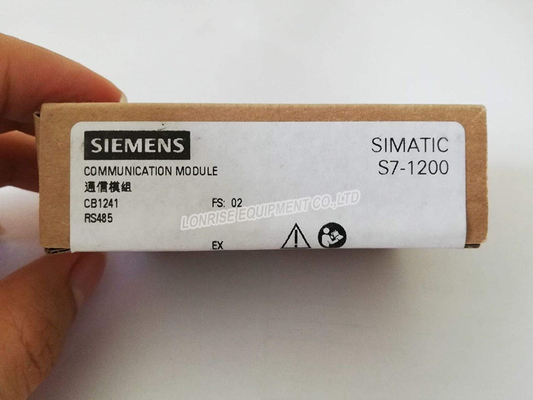 SIEMENS
SIMATIC
S7-1200
COMMUNICATION MODULE
通信模組
CB1241 FS: 02
RS485
EX
LONRISE EQUIPMENT CO.,LTD